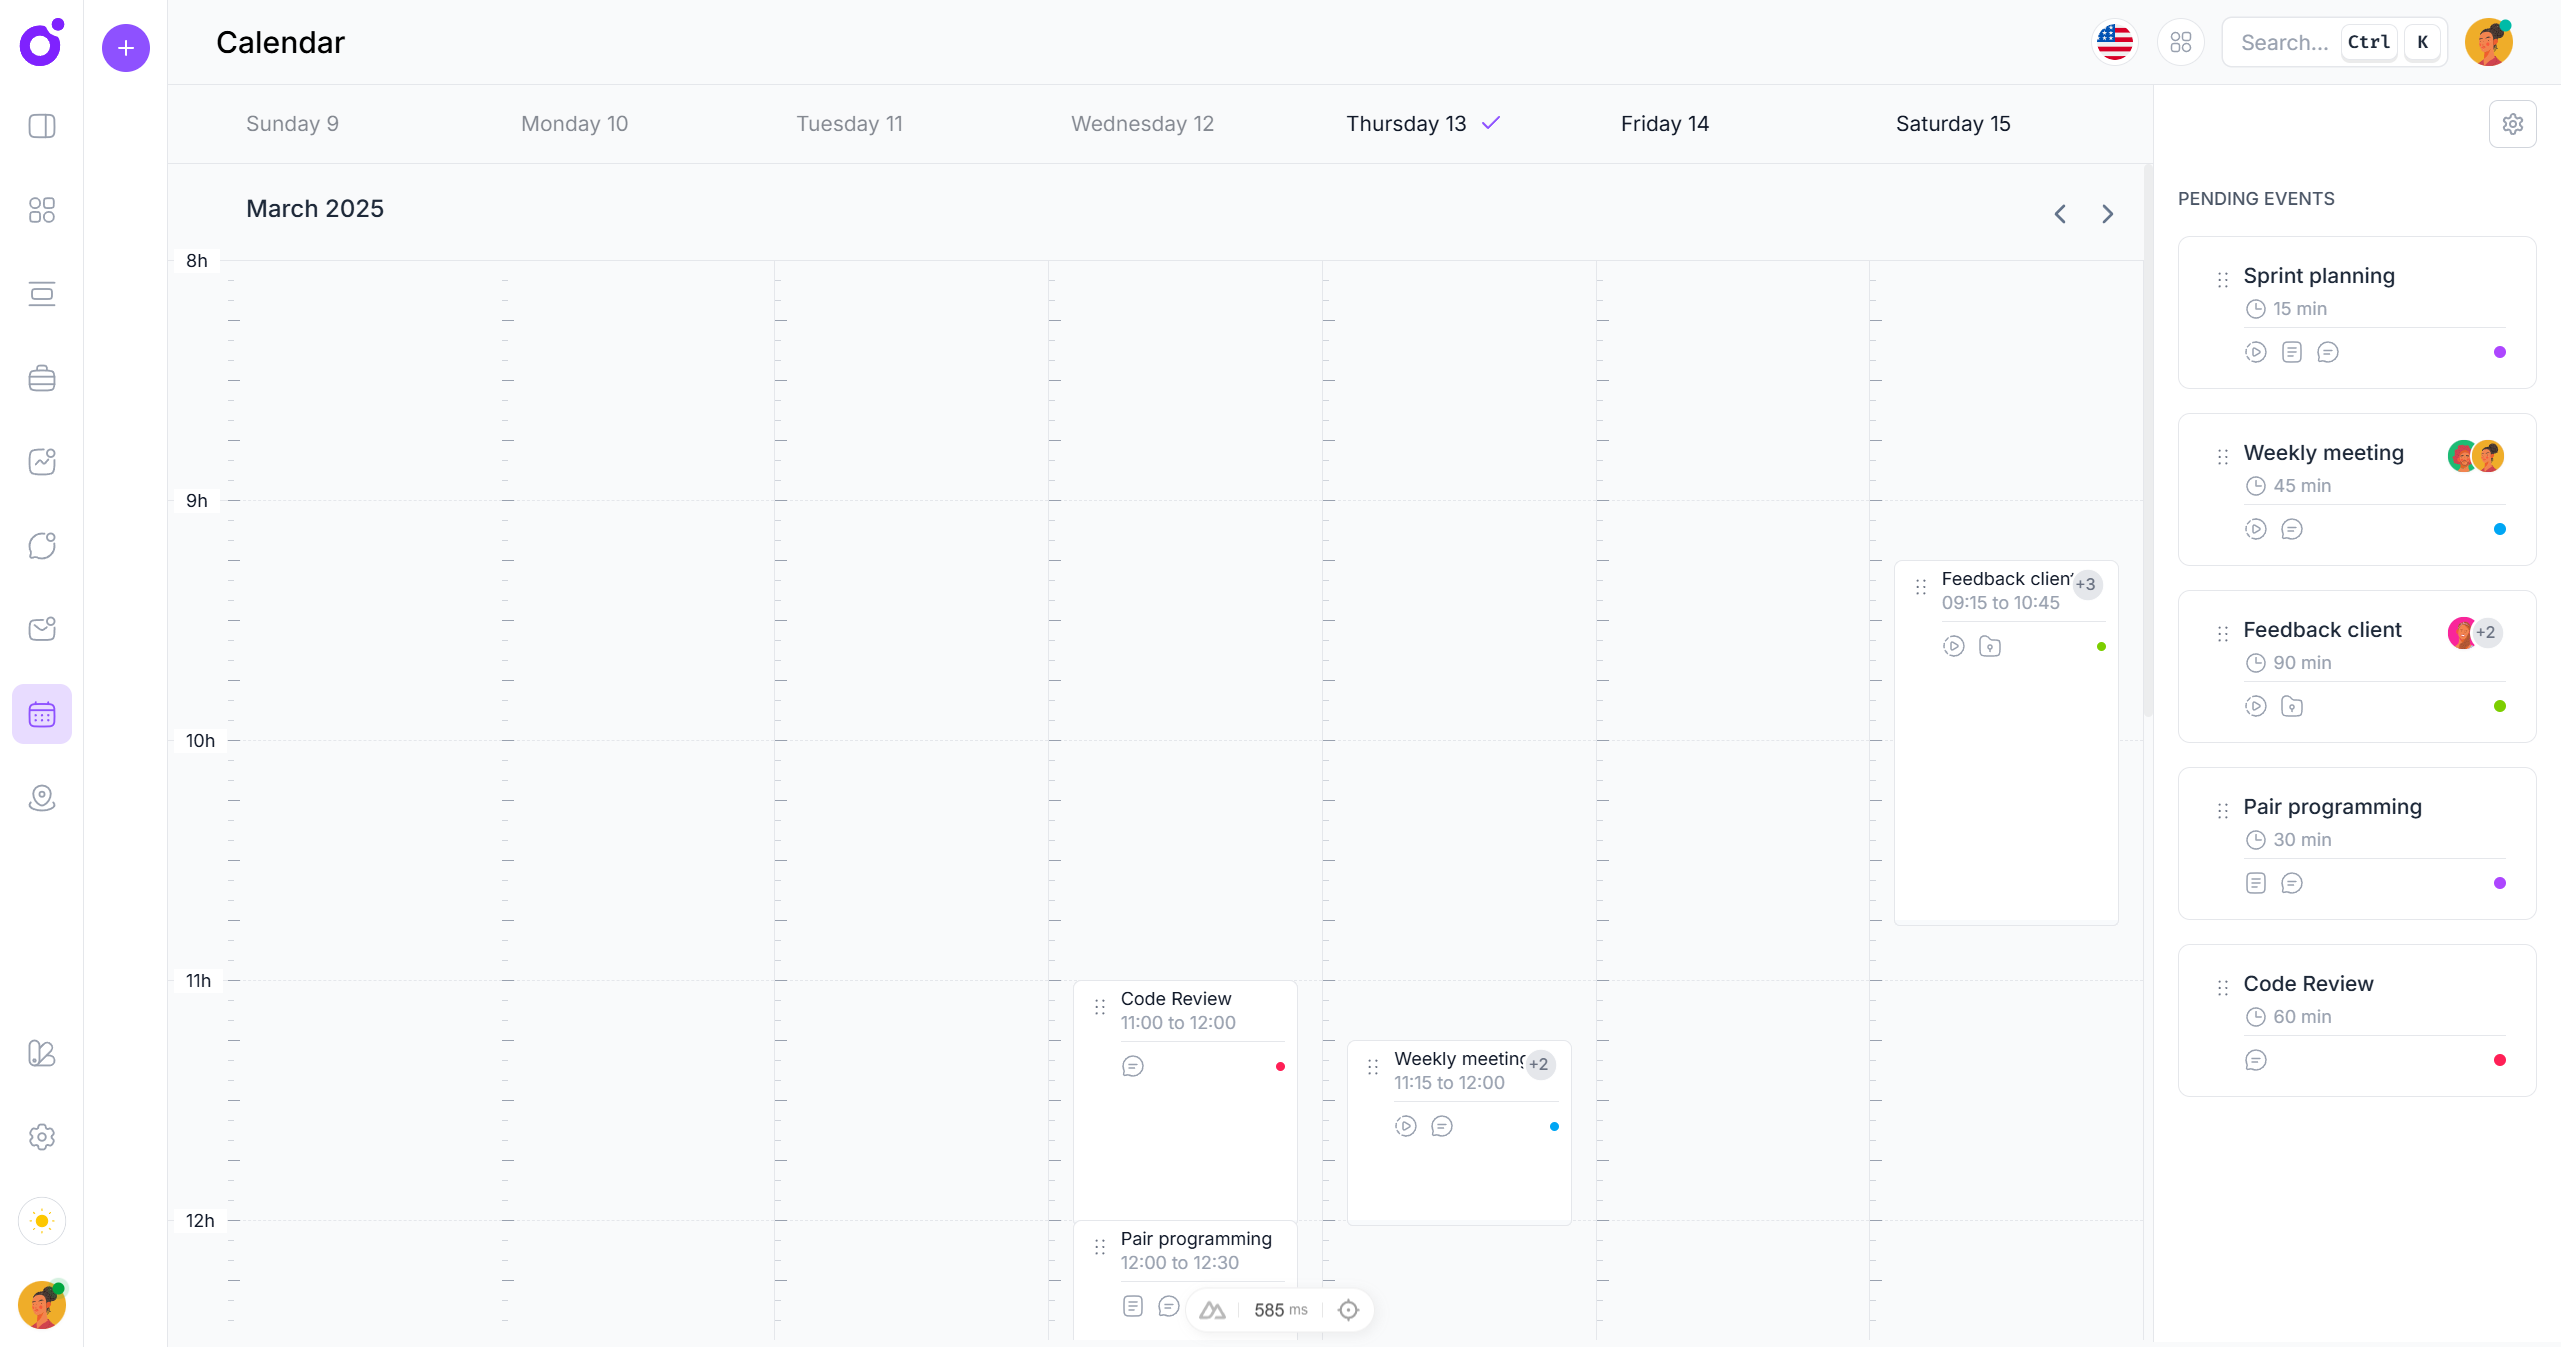 Calendar
Search... Ctrl K
Sunday 9
Monday 10
Tuesday 11
Wednesday 12
Thursday 13
Friday 14
Saturday 15
March 2025
8h
9h
10h
11h
12h
Code Review
11:00 to 12:00
Pair programming
12:00 to 12:30
Weekly meeting
+2
11:15 to 12:00
Feedback client
+3
09:15 to 10:45
585 ms
PENDING EVENTS
Sprint planning
15 min
Weekly meeting
45 min
Feedback client
+2
90 min
Pair programming
30 min
Code Review
60 min